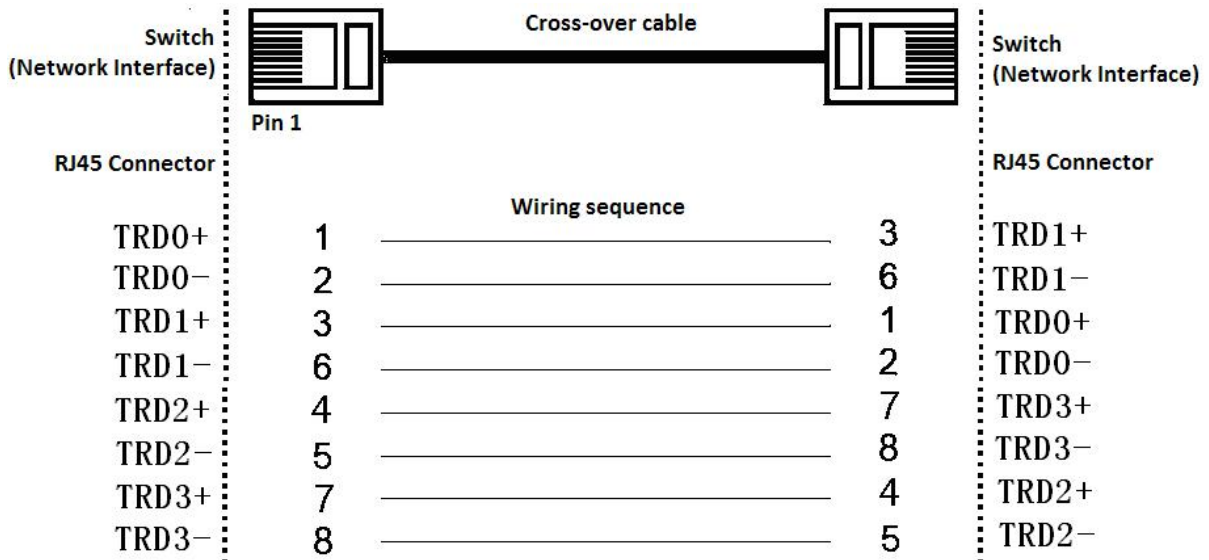 Cross-over cable
Switch
(Network Interface)
Switch
(Network Interface)
Pin 1
RJ45 Connector
RJ45 Connector
Wiring sequence
TRD0+ 1 3 TRD1+
TRD0- 2 6 TRD1-
TRD1+ 3 1 TRD0+
TRD1- 6 2 TRD0-
TRD2+ 4 7 TRD3+
TRD2- 5 8 TRD3-
TRD3+ 7 4 TRD2+
TRD3- 8 5 TRD2-